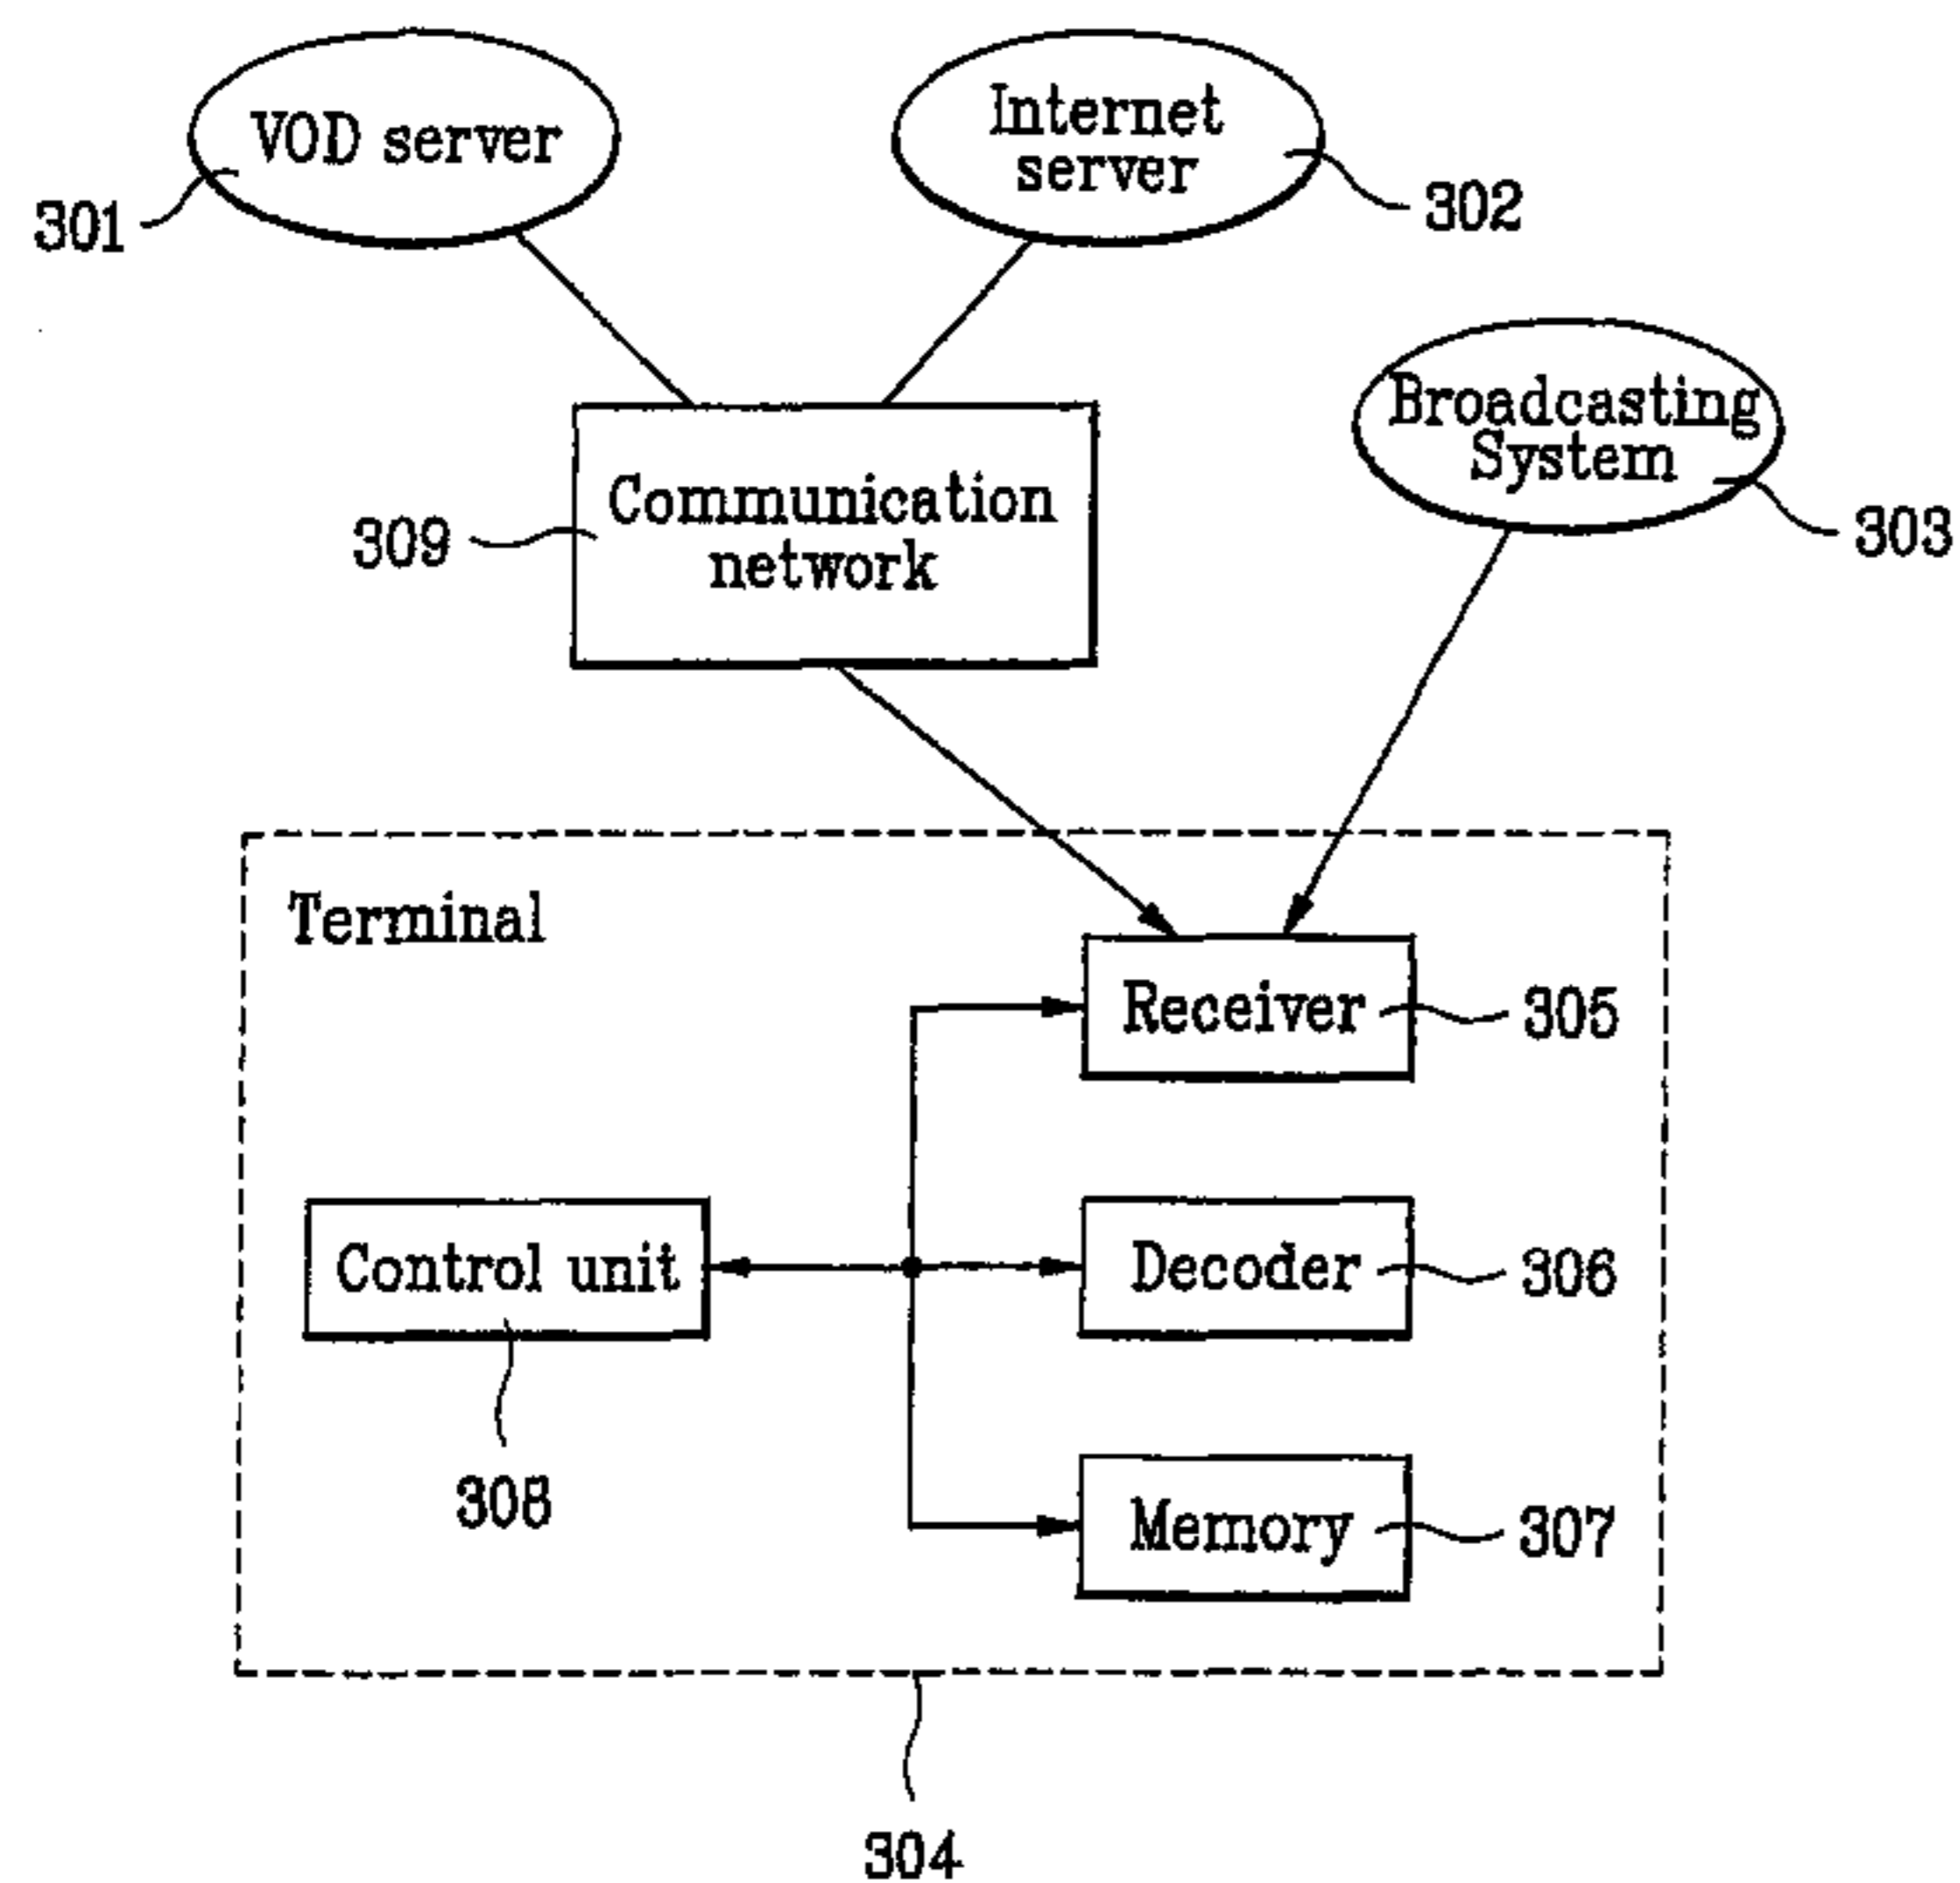 VOD server
301
Internet
server
302
Broadcasting
System
303
Communication
network
309
Terminal
Receiver
305
Control unit
308
Decoder
306
Memory
307
304